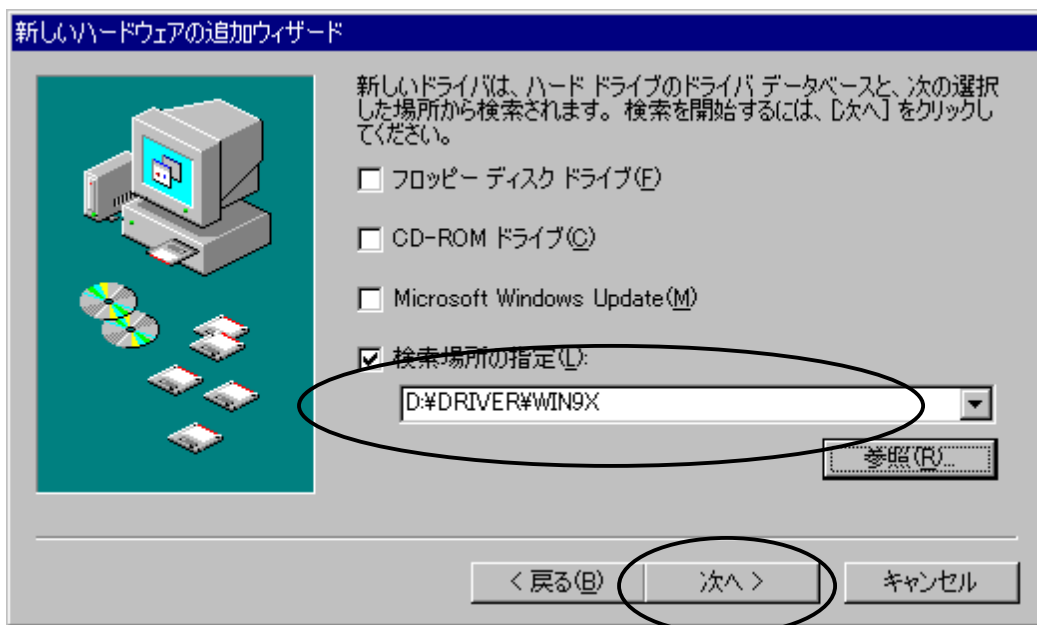 新しいハードウェアの追加ウィザード
新しいドライバは、ハード ドライブのドライバ データベースと、次の選択
した場所から検索されます。検索を開始するには、[次へ] をクリックし
てください。
フロッピー ディスク ドライブ(F)
CD-ROM ドライブ(C)
Microsoft Windows Update(M)
検索場所の指定(L):
D:¥DRIVER¥WIN9X
参照(R)...
< 戻る(B)
次へ >
キャンセル